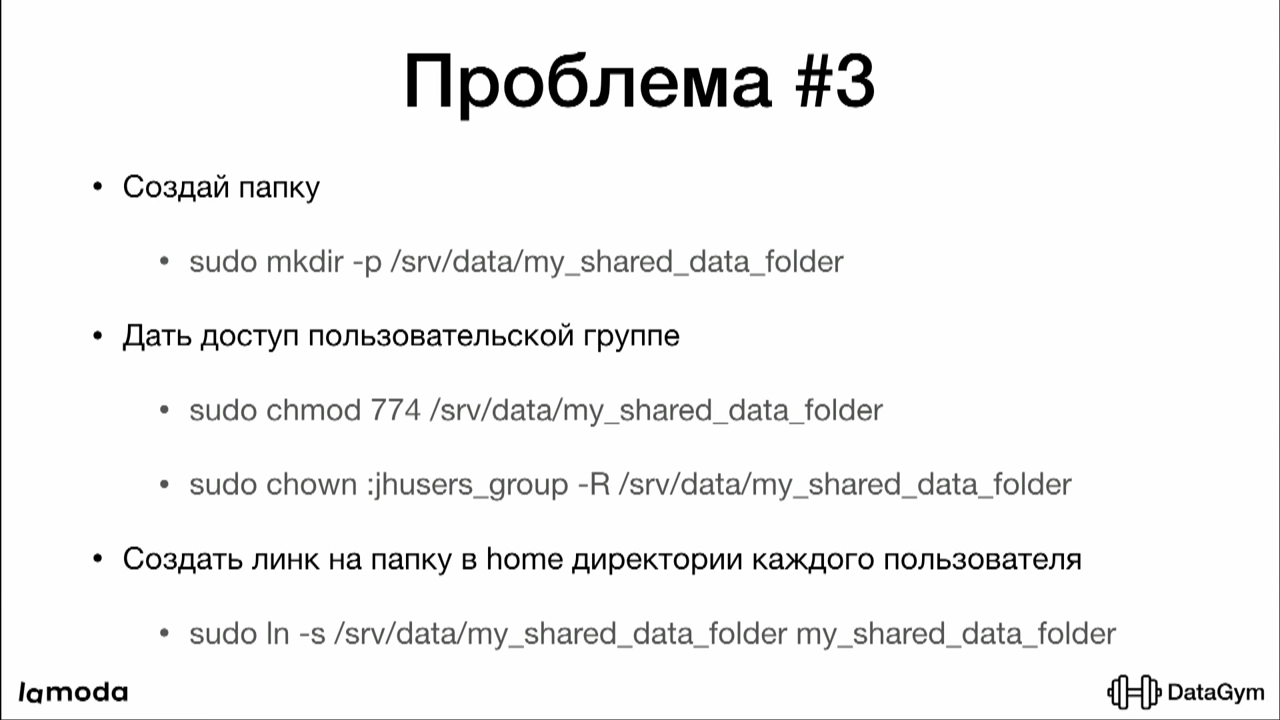 Проблема #3
• Создай папку
• sudo mkdir -p /srv/data/my_shared_data_folder
• Дать доступ пользовательской группе
• sudo chmod 774 /srv/data/my_shared_data_folder
• sudo chown :jhusers_group -R /srv/data/my_shared_data_folder
• Создать линк на папку в home директории каждого пользователя
• sudo ln -s /srv/data/my_shared_data_folder my_shared_data_folder
lamoda
DataGym